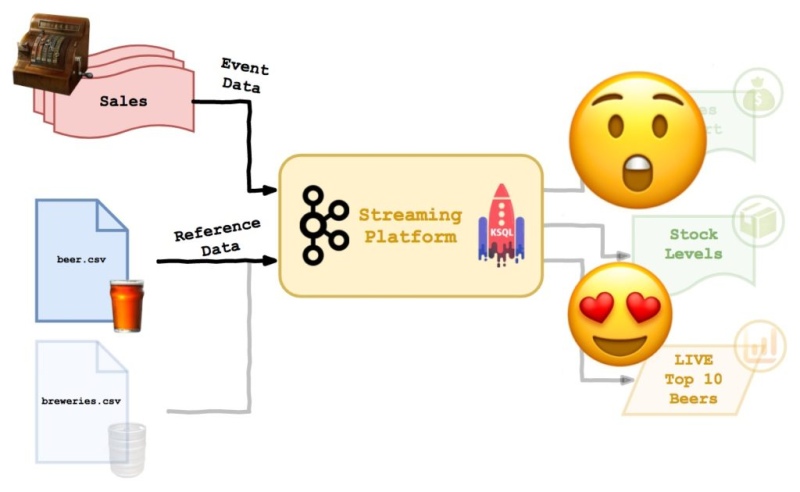 Event
Data
Sales
Streaming
Platform
KSQL
Reference
Data
beer.csv
breweries.csv
$
Stock
Levels
LIVE
Top 10
Beers